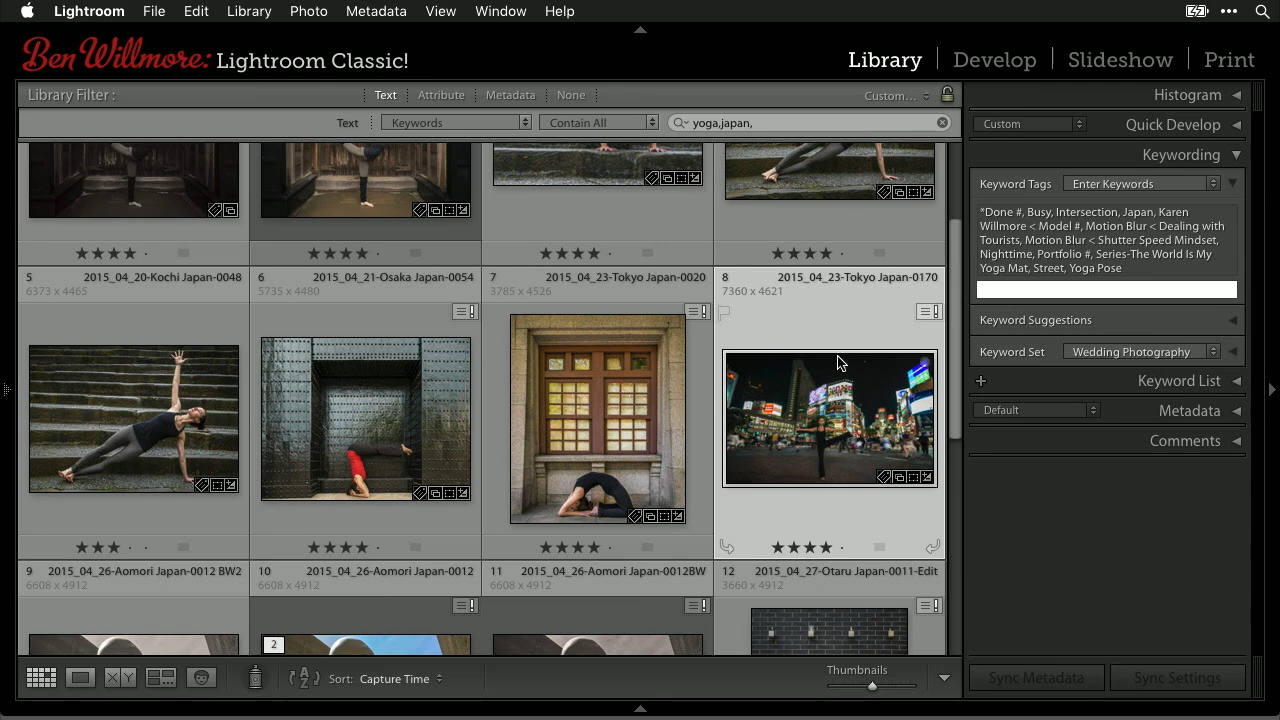 Lightroom File Edit Library Photo Metadata View Window Help
Ben Willmore: Lightroom Classic!
Library Develop Slideshow Print
Library Filter : Text Attribute Metadata None Custom...
Text Keywords Contain All yoga,japan,
5 2015_04_20-Kochi Japan-0048
6373 x 4465
6 2015_04_21-Osaka Japan-0054
5735 x 4480
7 2015_04_23-Tokyo Japan-0020
3785 x 4526
8 2015_04_23-Tokyo Japan-0170
7360 x 4621
9 2015_04_26-Aomori Japan-0012 BW2
6608 x 4912
10 2015_04_26-Aomori Japan-0012
6608 x 4912
11 2015_04_26-Aomori Japan-0012BW
6608 x 4912
12 2015_04_27-Otaru Japan-0011-Edit
3660 x 4912
2
Sort: Capture Time
Thumbnails
Histogram
Custom Quick Develop
Keywording
Keyword Tags Enter Keywords
*Done #, Busy, Intersection, Japan, Karen
Willmore < Model #, Motion Blur < Dealing with
Tourists, Motion Blur < Shutter Speed Mindset,
Nighttime, Portfolio #, Series-The World Is My
Yoga Mat, Street, Yoga Pose
Keyword Suggestions
Keyword Set Wedding Photography
Keyword List
Default Metadata
Comments
Sync Metadata Sync Settings